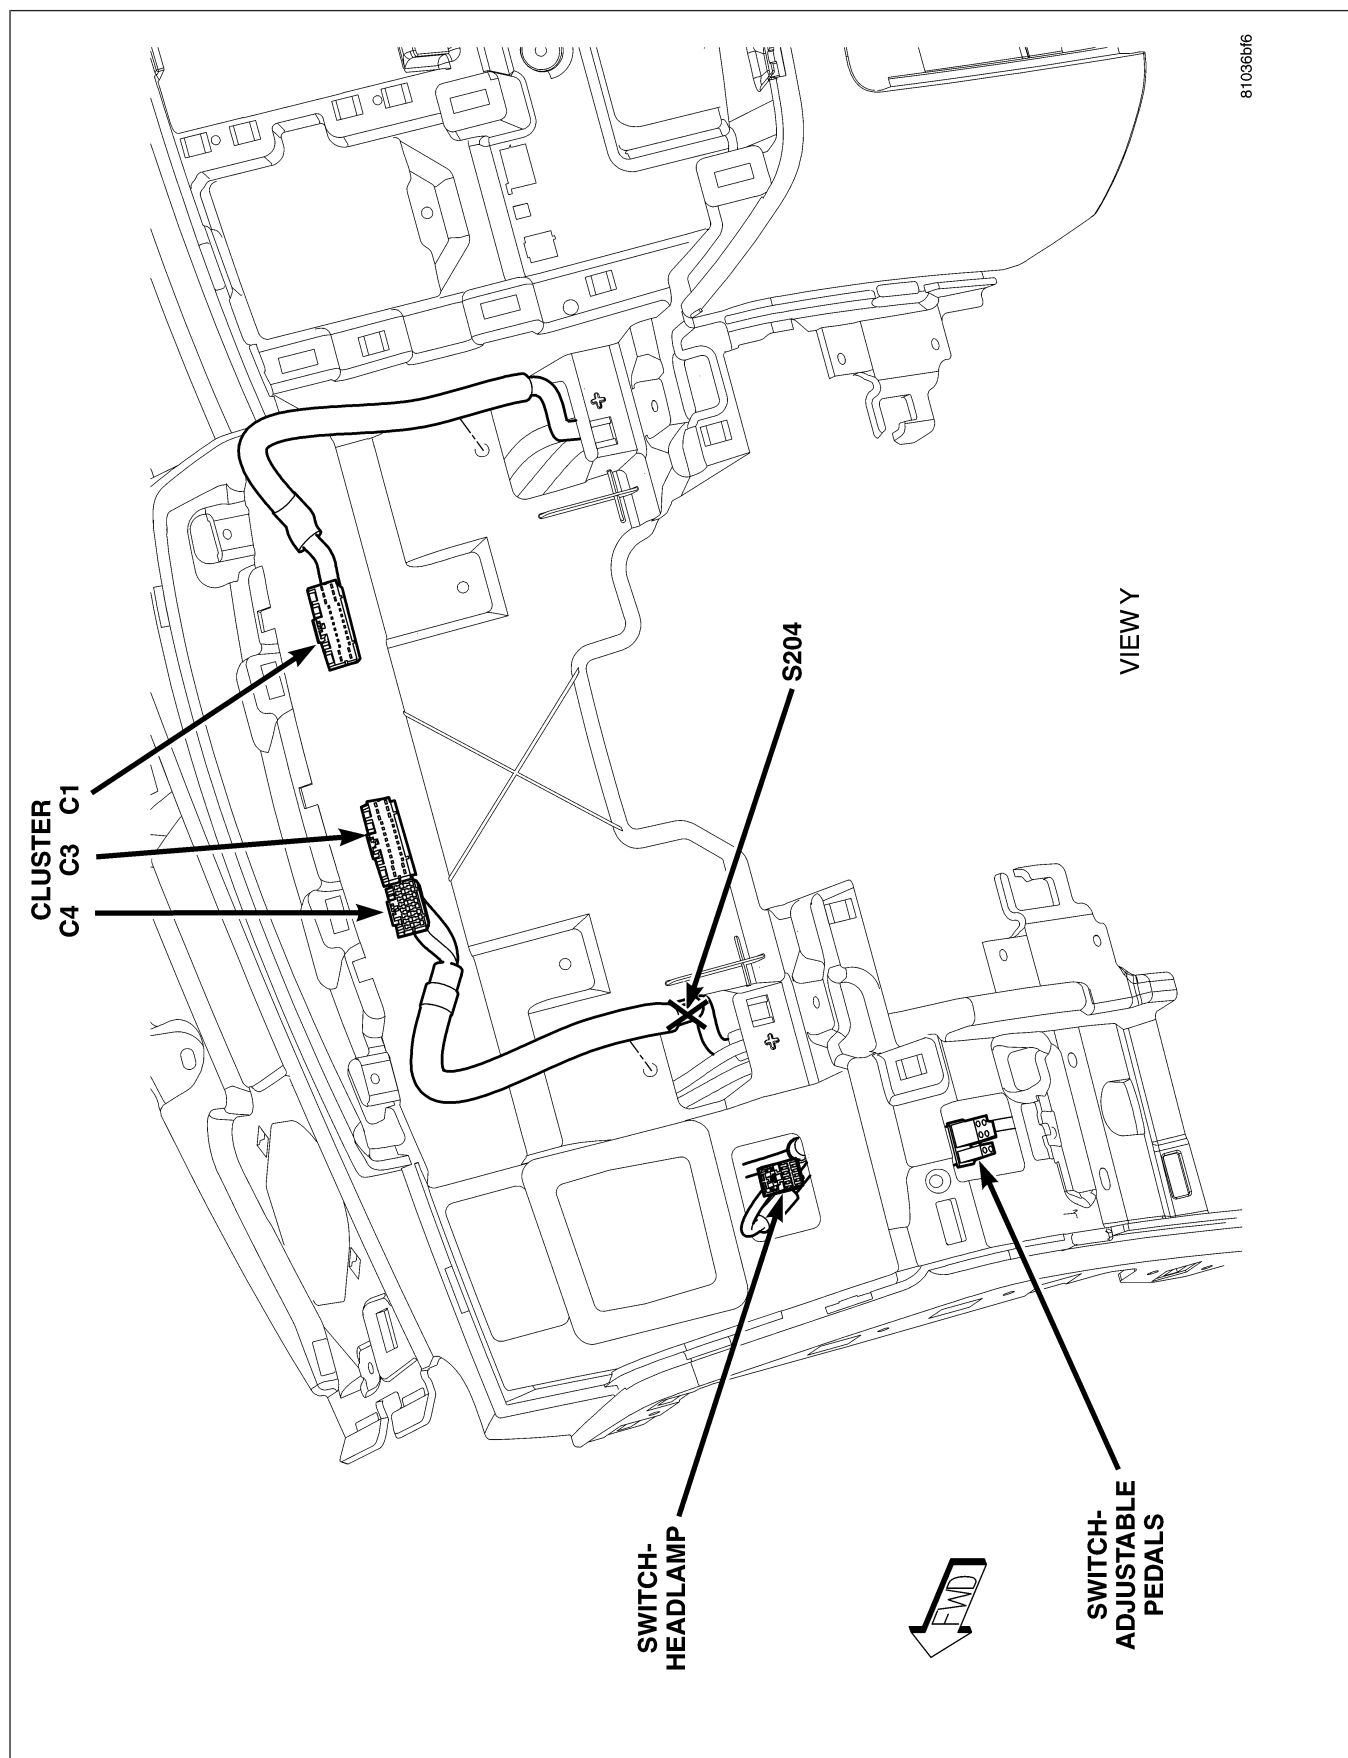 CLUSTER
C4 C3 C1
S204
SWITCH-
HEADLAMP
SWITCH-
ADJUSTABLE
PEDALS
FWD
VIEW Y
81036bf6